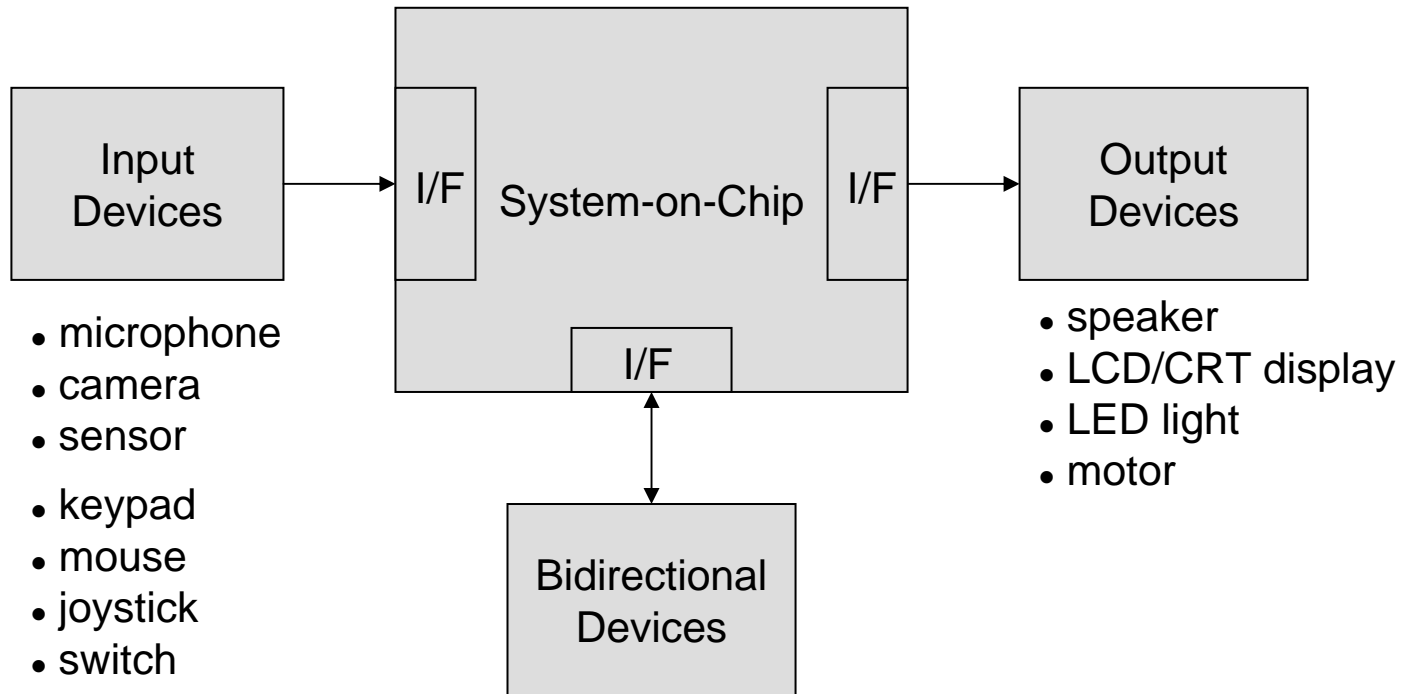 Input
Devices
I/F
System-on-Chip
I/F
Output
Devices
I/F
• microphone
• camera
• sensor
• keypad
• mouse
• joystick
• switch
• speaker
• LCD/CRT display
• LED light
• motor
Bidirectional
Devices